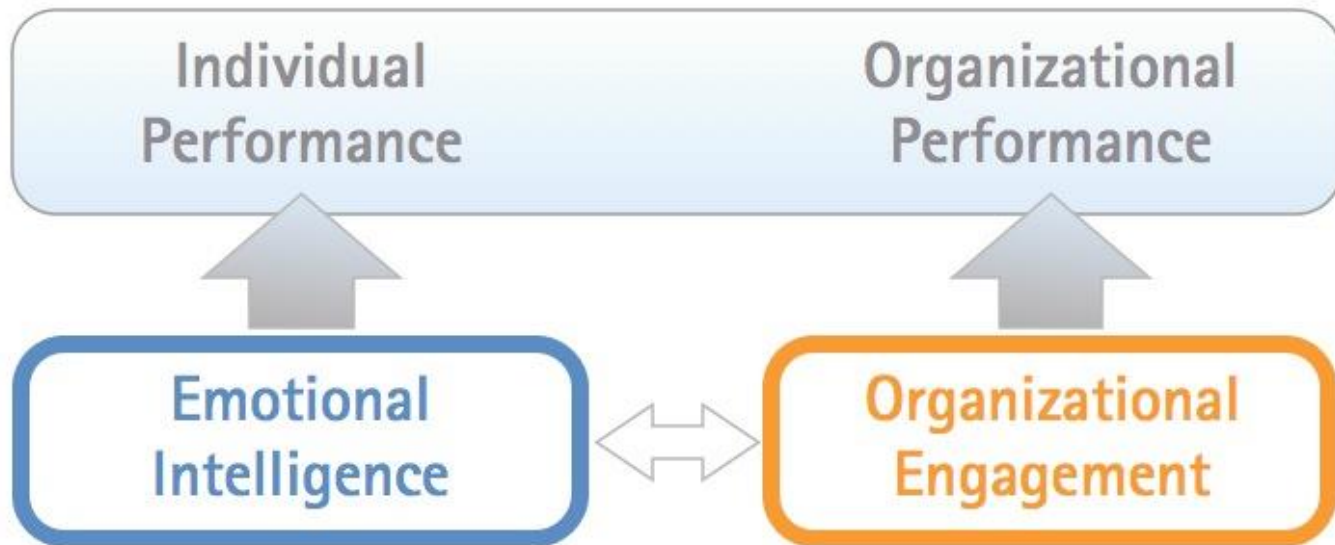 Individual
Performance
Organizational
Performance
Emotional
Intelligence
Organizational
Engagement